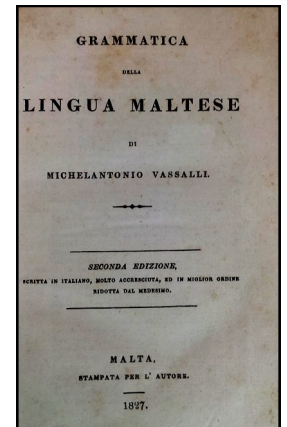 GRAMMATICA
DELLA
LINGUA MALTESE
DI
MICHELANTONIO VASSALLI.
SECONDA EDIZIONE,
SCRITTA IN ITALIANO, MOLTO ACCRESCIUTA, ED IN MIGLIOR ORDINE
RIDOTTA DAL MEDESIMO.
MALTA,
STAMPATA PER L' AUTORE.
1827.